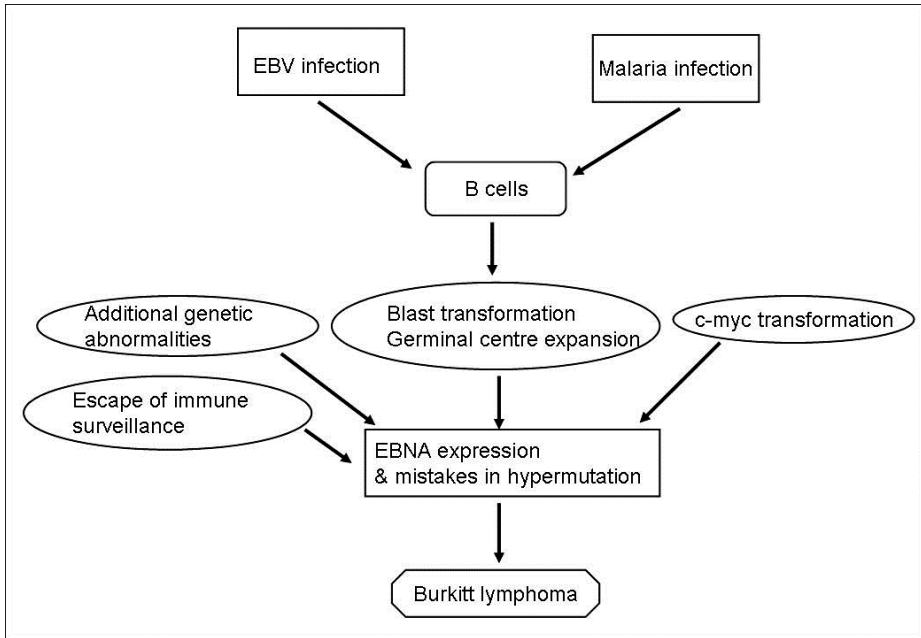 EBV infection
Malaria infection
B cells
Additional genetic
abnormalities
Blast transformation
Germinal centre expansion
c-myc transformation
Escape of immune
surveillance
EBNA expression
& mistakes in hypermutation
Burkitt lymphoma